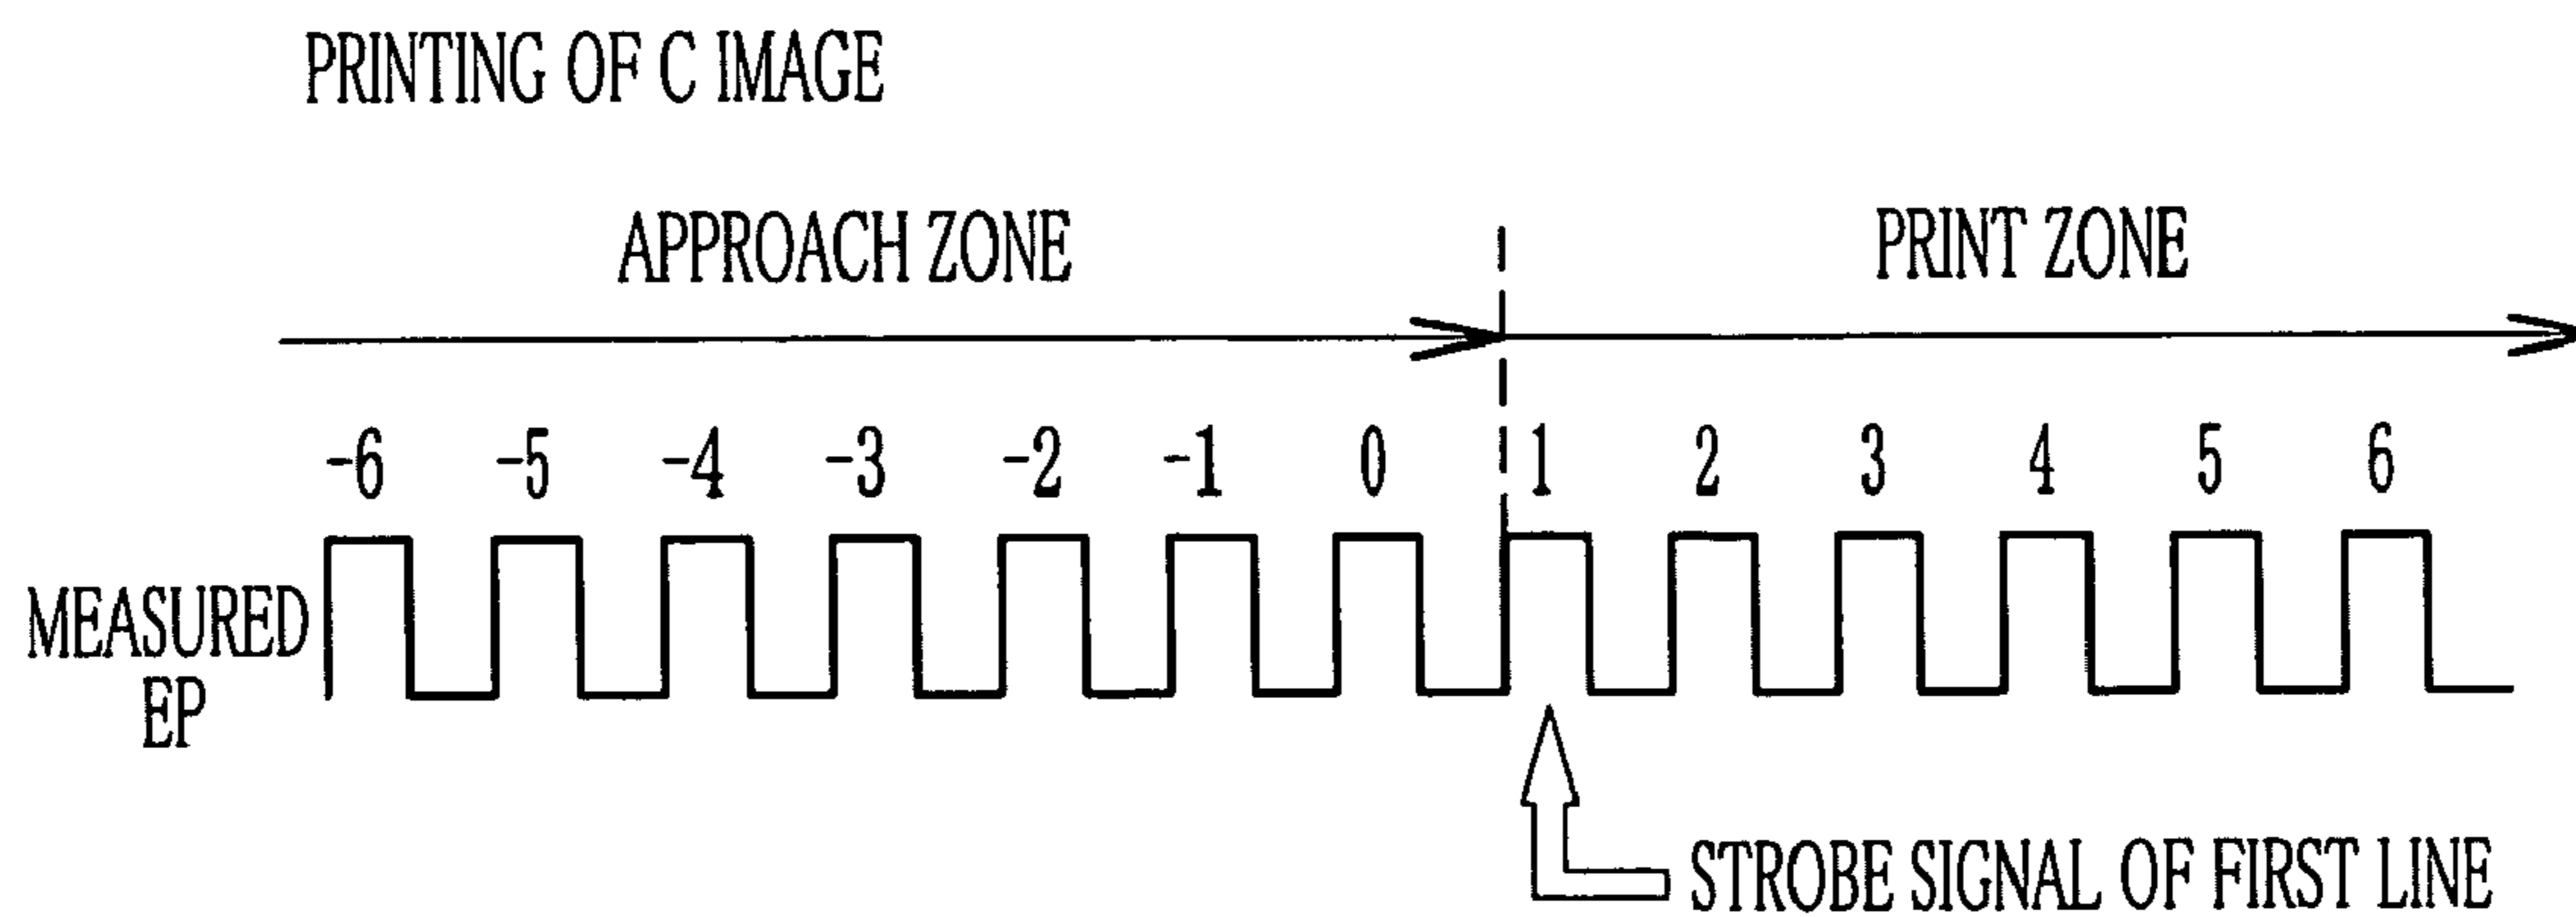 PRINTING OF C IMAGE
APPROACH ZONE PRINT ZONE
-6 -5 -4 -3 -2 -1 0 1 2 3 4 5 6
MEASURED
EP
STROBE SIGNAL OF FIRST LINE